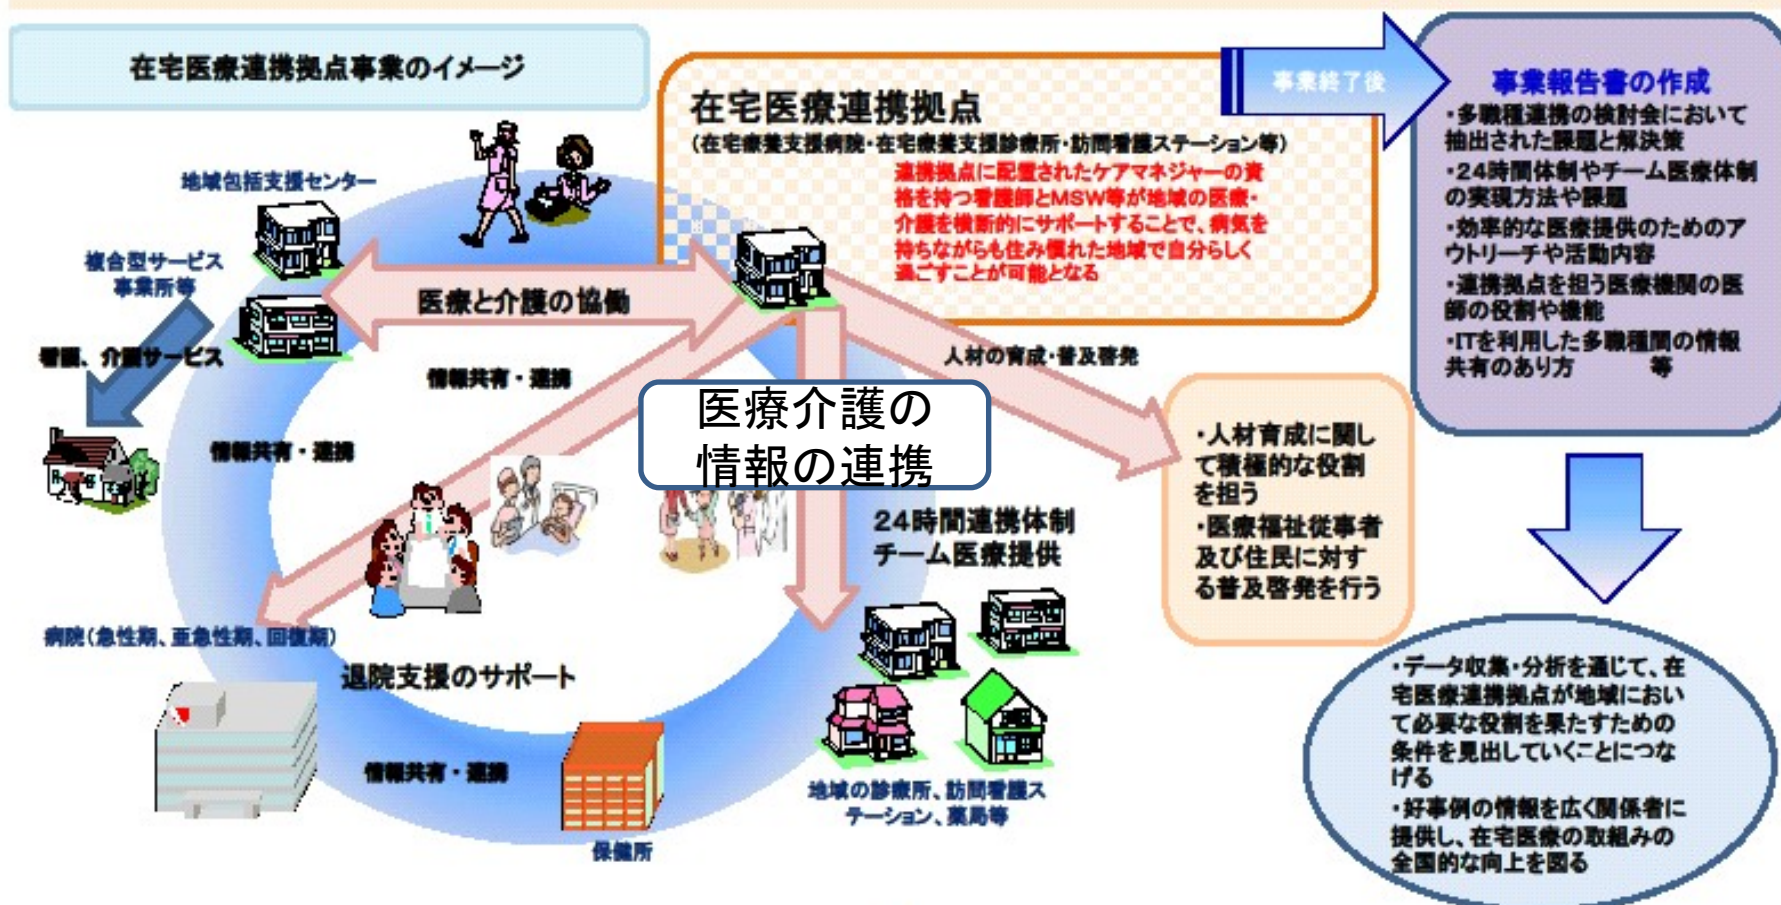 在宅医療連携拠点事業のイメージ
在宅医療連携拠点
(在宅療養支援病院・在宅療養支援診療所・訪問看護ステーション等)
連携拠点に配置されたケアマネジャーの資
格を持つ看護師とMSW等が地域の医療・
介護を横断的にサポートすることで、病気を
持ちながらも住み慣れた地域で自分らしく
過ごすことが可能となる
事業終了後
事業報告書の作成
・多職種連携の検討会において
抽出された課題と解決策
・24時間体制やチーム医療体制
の実現方法や課題
・効率的な医療提供のためのア
ウトリーチや活動内容
・連携拠点を担う医療機関の医
師の役割や機能
・ITを利用した多職種間の情報
共有のあり方 等
地域包括支援センター
複合型サービス
事業所等
医療と介護の協働
看護、介護サービス
情報共有・連携
人材の育成・普及啓発
医療介護の
情報の連携
情報共有・連携
・人材育成に関し
て積極的な役割
を担う
・医療福祉従事者
及び住民に対す
る普及啓発を行う
24時間連携体制
チーム医療提供
病院(急性期、亜急性期、回復期)
退院支援のサポート
情報共有・連携
保健所
地域の診療所、訪問看護ス
テーション、薬局等
・データ収集・分析を通じて、在
宅医療連携拠点が地域におい
て必要な役割を果たすための
条件を見出していくことにつな
げる
・好事例の情報を広く関係者に
提供し、在宅医療の取組みの
全国的な向上を図る